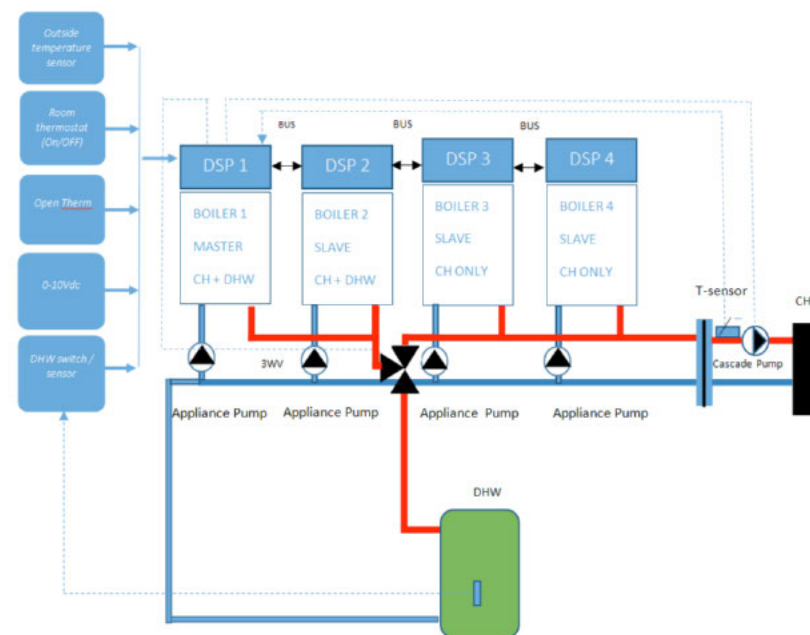 Outside
temperature
sensor
Room
thermostat
(On/OFF)
Open Therm
0-10Vdc
DHW switch /
sensor
BUS
BUS
BUS
DSP 1
DSP 2
DSP 3
DSP 4
BOILER 1
MASTER
CH + DHW
BOILER 2
SLAVE
CH + DHW
BOILER 3
SLAVE
CH ONLY
BOILER 4
SLAVE
CH ONLY
T-sensor
CH
3WV
Cascade Pump
Appliance Pump
Appliance Pump
Appliance Pump
Appliance Pump
DHW